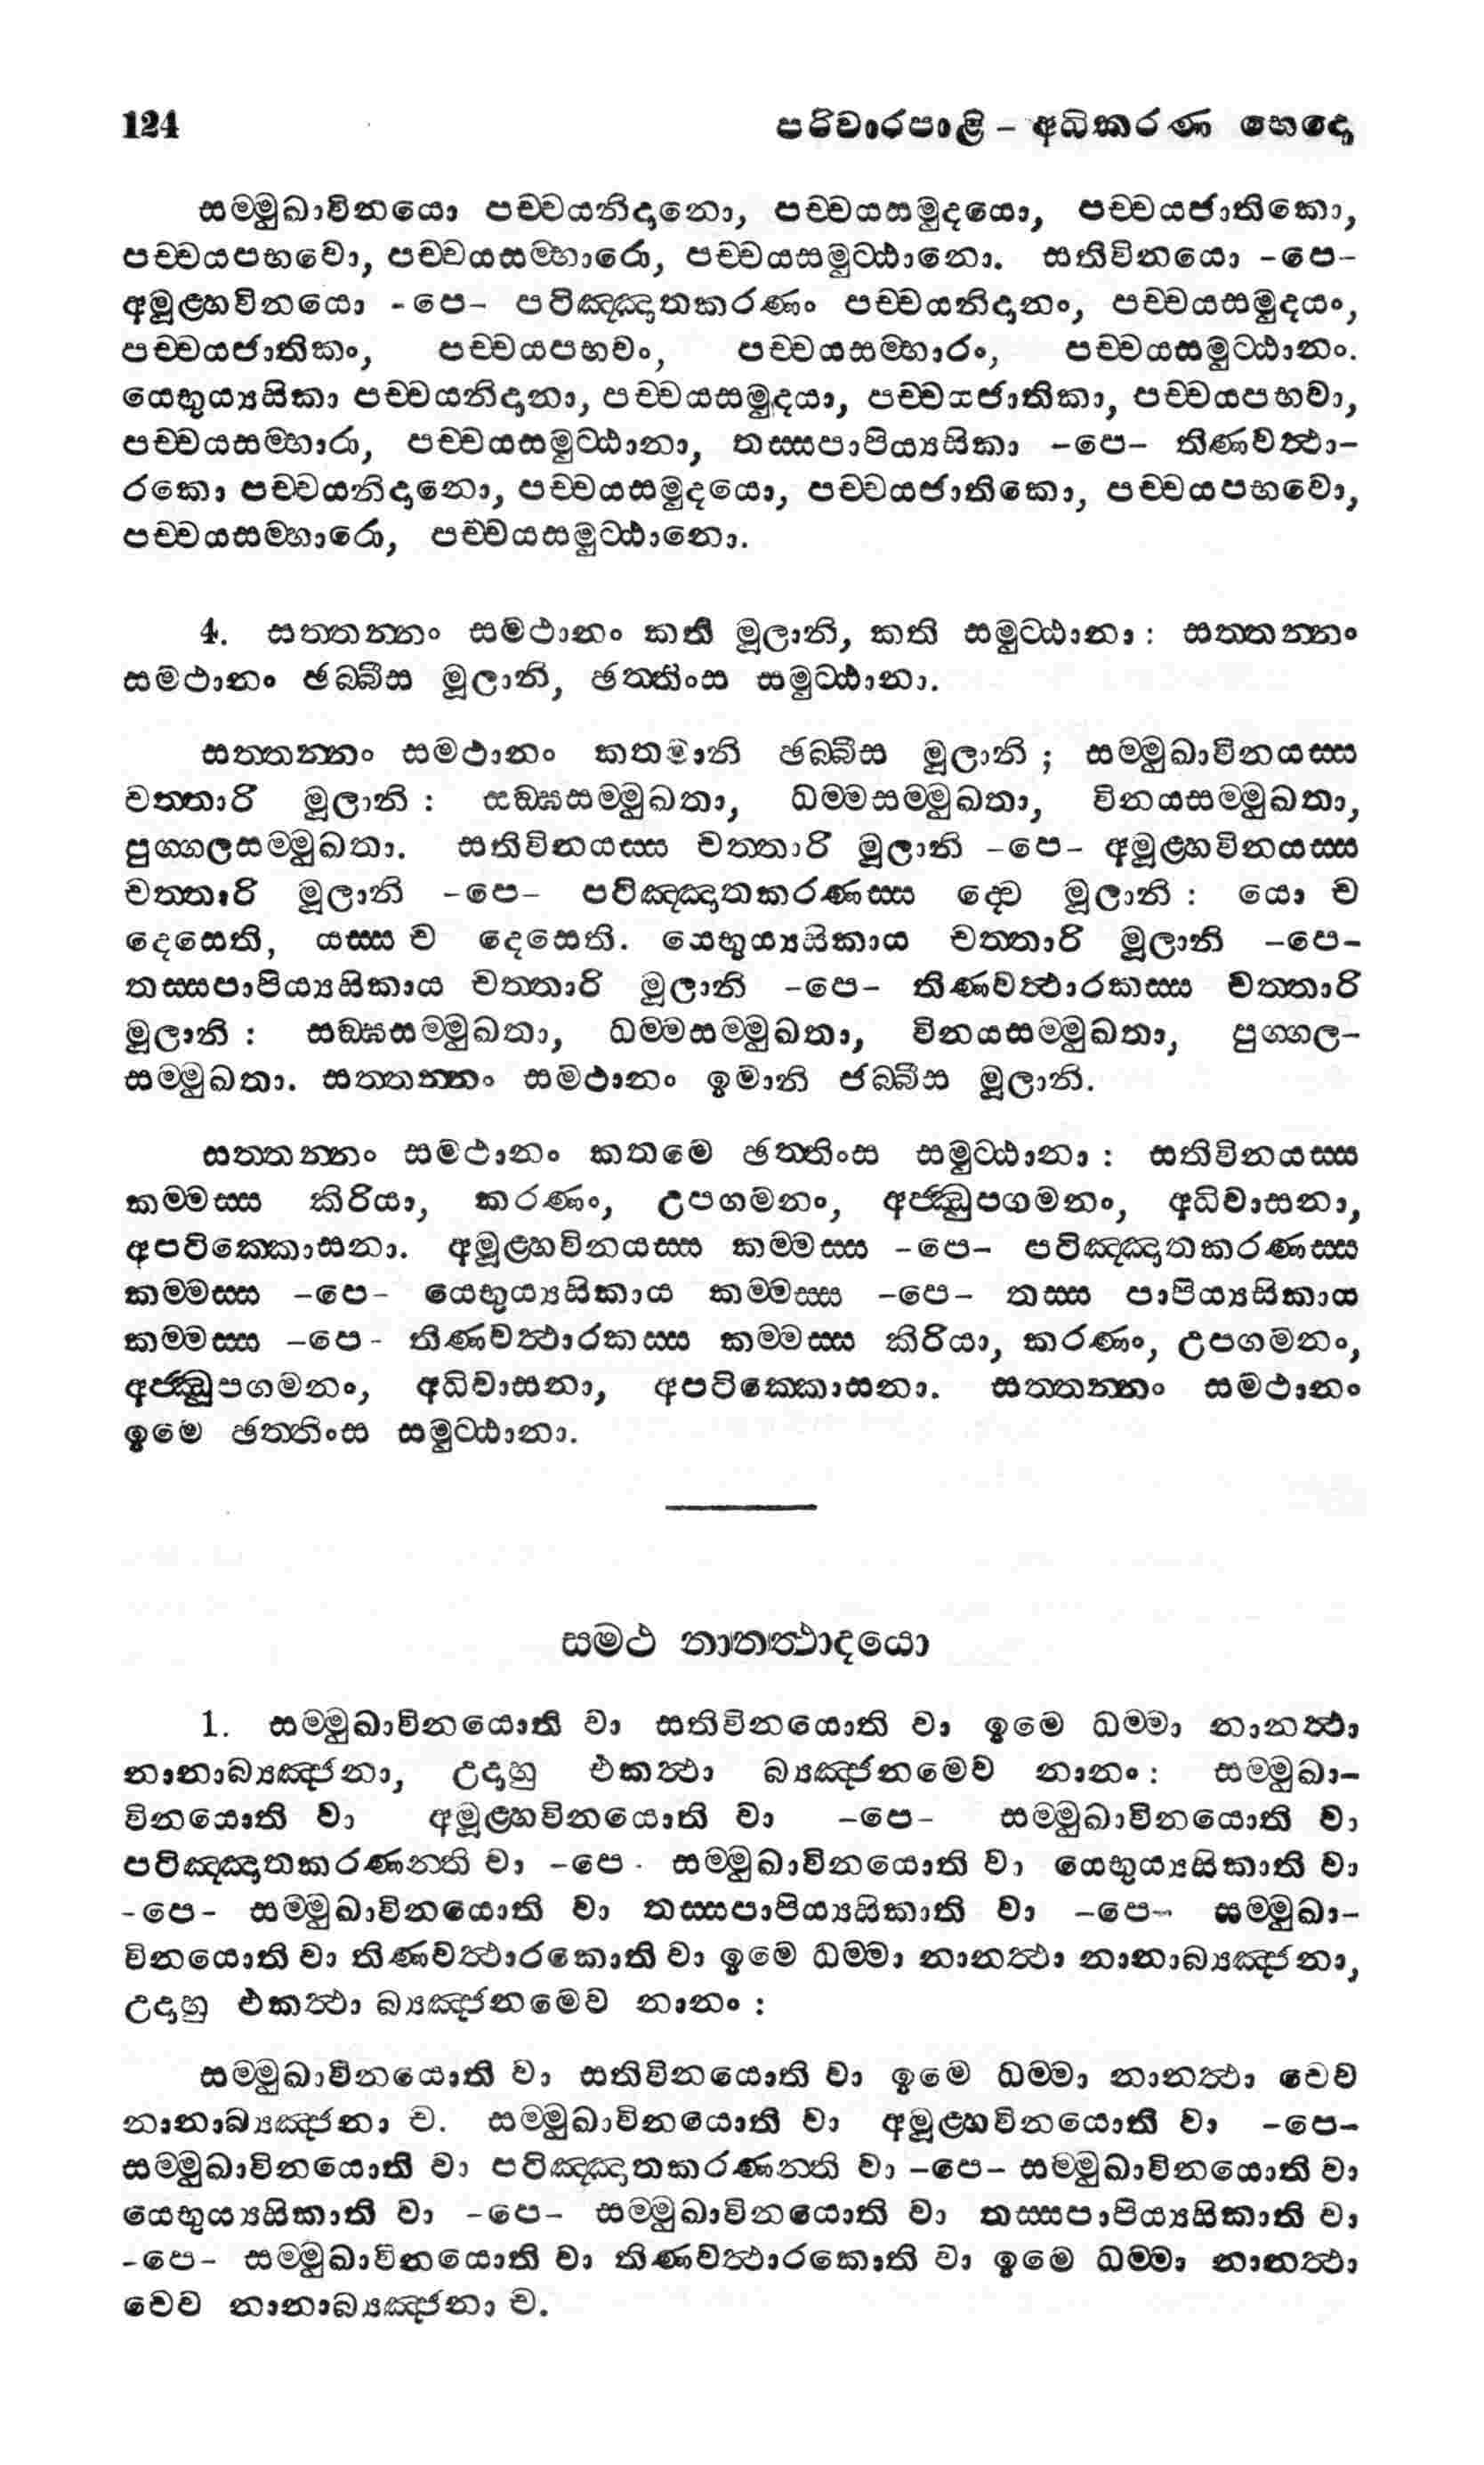 124 පරිවාරපාළි – අධිකරණ භෙදො
සම්මුඛාවිනයො පච්චයනිදානො, පච්චයසමුදයො, පච්චයජාතිකො,
පච්චයපභවො, පච්චයසම්භාරො, පච්චයසමුට්ඨානො. සතිවිනයො -පෙ-
අමූළ්හවිනයො -පෙ- පටිඤ්ඤාතකරණං පච්චයනිදානං, පච්චයසමුදයං,
පච්චයජාතිකං, පච්චයපභවං, පච්චයසම්භාරං, පච්චයසමුට්ඨානං.
යෙභුය්‍යසිකා පච්චයනිදානා, පච්චයසමුදයා, පච්චයජාතිකා, පච්චයපභවා,
පච්චයසම්භාරා, පච්චයසමුට්ඨානා, තස්සපාපිය්‍යසිකා -පෙ- තිණවත්ථා-
රකො පච්චයනිදානො, පච්චයසමුදයො, පච්චයජාතිකො, පච්චයපභවො,
පච්චයසම්භාරො, පච්චයසමුට්ඨානො.
4. සත්තන්නං සමථානං කති මූලානි, කති සමුට්ඨානා : සත්තන්නං
සමථානං ඡබ්බීස මූලානි, ඡත්තිංස සමුට්ඨානා.
සත්තන්නං සමථානං කතමානි ඡබ්බීස මූලානි ; සම්මුඛාවිනයස්ස
චත්තාරි මූලානි : සඞ්ඝසම්මුඛතා, ධම්මසම්මුඛතා, විනයසම්මුඛතා,
පුග්ගලසම්මුඛතා. සතිවිනයස්ස චත්තාරි මූලානි -පෙ- අමූළ්හවිනයස්ස
චත්තාරි මූලානි -පෙ- පටිඤ්ඤාතකරණස්ස ද්වෙ මූලානි : යො ච
දෙසෙති, යස්ස ච දෙසෙති. යෙභුය්‍යසිකාය චත්තාරි මූලානි -පෙ-
තස්සපාපිය්‍යසිකාය චත්තාරි මූලානි -පෙ- තිණවත්ථාරකස්ස චත්තාරි
මූලානි : සඞ්ඝසම්මුඛතා, ධම්මසම්මුඛතා, විනයසම්මුඛතා, පුග්ගල-
සම්මුඛතා. සත්තන්නං සමථානං ඉමානි ඡබ්බීස මූලානි.
සත්තන්නං සමථානං කතමෙ ඡත්තිංස සමුට්ඨානා : සතිවිනයස්ස
කම්මස්ස කිරියා, කරණං, උපගමනං, අජ්ඣුපගමනං, අධිවාසනා,
අපටික්කොසනා. අමූළ්හවිනයස්ස කම්මස්ස -පෙ- පටිඤ්ඤාතකරණස්ස
කම්මස්ස -පෙ- යෙභුය්‍යසිකාය කම්මස්ස -පෙ- තස්ස පාපිය්‍යසිකාය
කම්මස්ස -පෙ- තිණවත්ථාරකස්ස කම්මස්ස කිරියා, කරණං, උපගමනං,
අජ්ඣුපගමනං, අධිවාසනා, අපටික්කොසනා. සත්තන්නං සමථානං
ඉමෙ ඡත්තිංස සමුට්ඨානා.
සමථ නානත්ථාදයො
1. සම්මුඛාවිනයොති වා සතිවිනයොති වා ඉමෙ ධම්මා නානත්ථා
නානාබ්‍යඤ්ජනා, උදාහු එකත්ථා බ්‍යඤ්ජනමෙව නානං : සම්මුඛා-
විනයොති වා අමූළ්හවිනයොති වා -පෙ- සම්මුඛාවිනයොති වා
පටිඤ්ඤාතකරණන්ති වා -පෙ- සම්මුඛාවිනයොති වා යෙභුය්‍යසිකාති වා
-පෙ- සම්මුඛාවිනයොති වා තස්සපාපිය්‍යසිකාති වා -පෙ- සම්මුඛා-
විනයොති වා තිණවත්ථාරකොති වා ඉමෙ ධම්මා නානත්ථා නානාබ්‍යඤ්ජනා,
උදාහු එකත්ථා බ්‍යඤ්ජනමෙව නානං :
සම්මුඛාවිනයොති වා සතිවිනයොති වා ඉමෙ ධම්මා නානත්ථා චෙව
නානාබ්‍යඤ්ජනා ච. සම්මුඛාවිනයොති වා අමූළ්හවිනයොති වා -පෙ-
සම්මුඛාවිනයොති වා පටිඤ්ඤාතකරණන්ති වා -පෙ- සම්මුඛාවිනයොති වා
යෙභුය්‍යසිකාති වා -පෙ- සම්මුඛාවිනයොති වා තස්සපාපිය්‍යසිකාති වා
-පෙ- සම්මුඛාවිනයොති වා තිණවත්ථාරකොති වා ඉමෙ ධම්මා නානත්ථා
චෙව නානාබ්‍යඤ්ජනා ච.